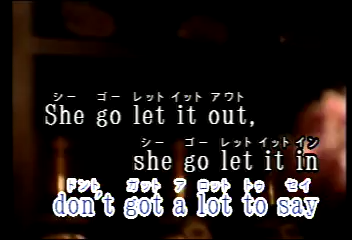 シー ゴー レット イット アウト
She go let it out,
シー ゴー レット イット イン
she go let it in
ドント ガット ア ロット トゥ セイ
don't got a lot to say